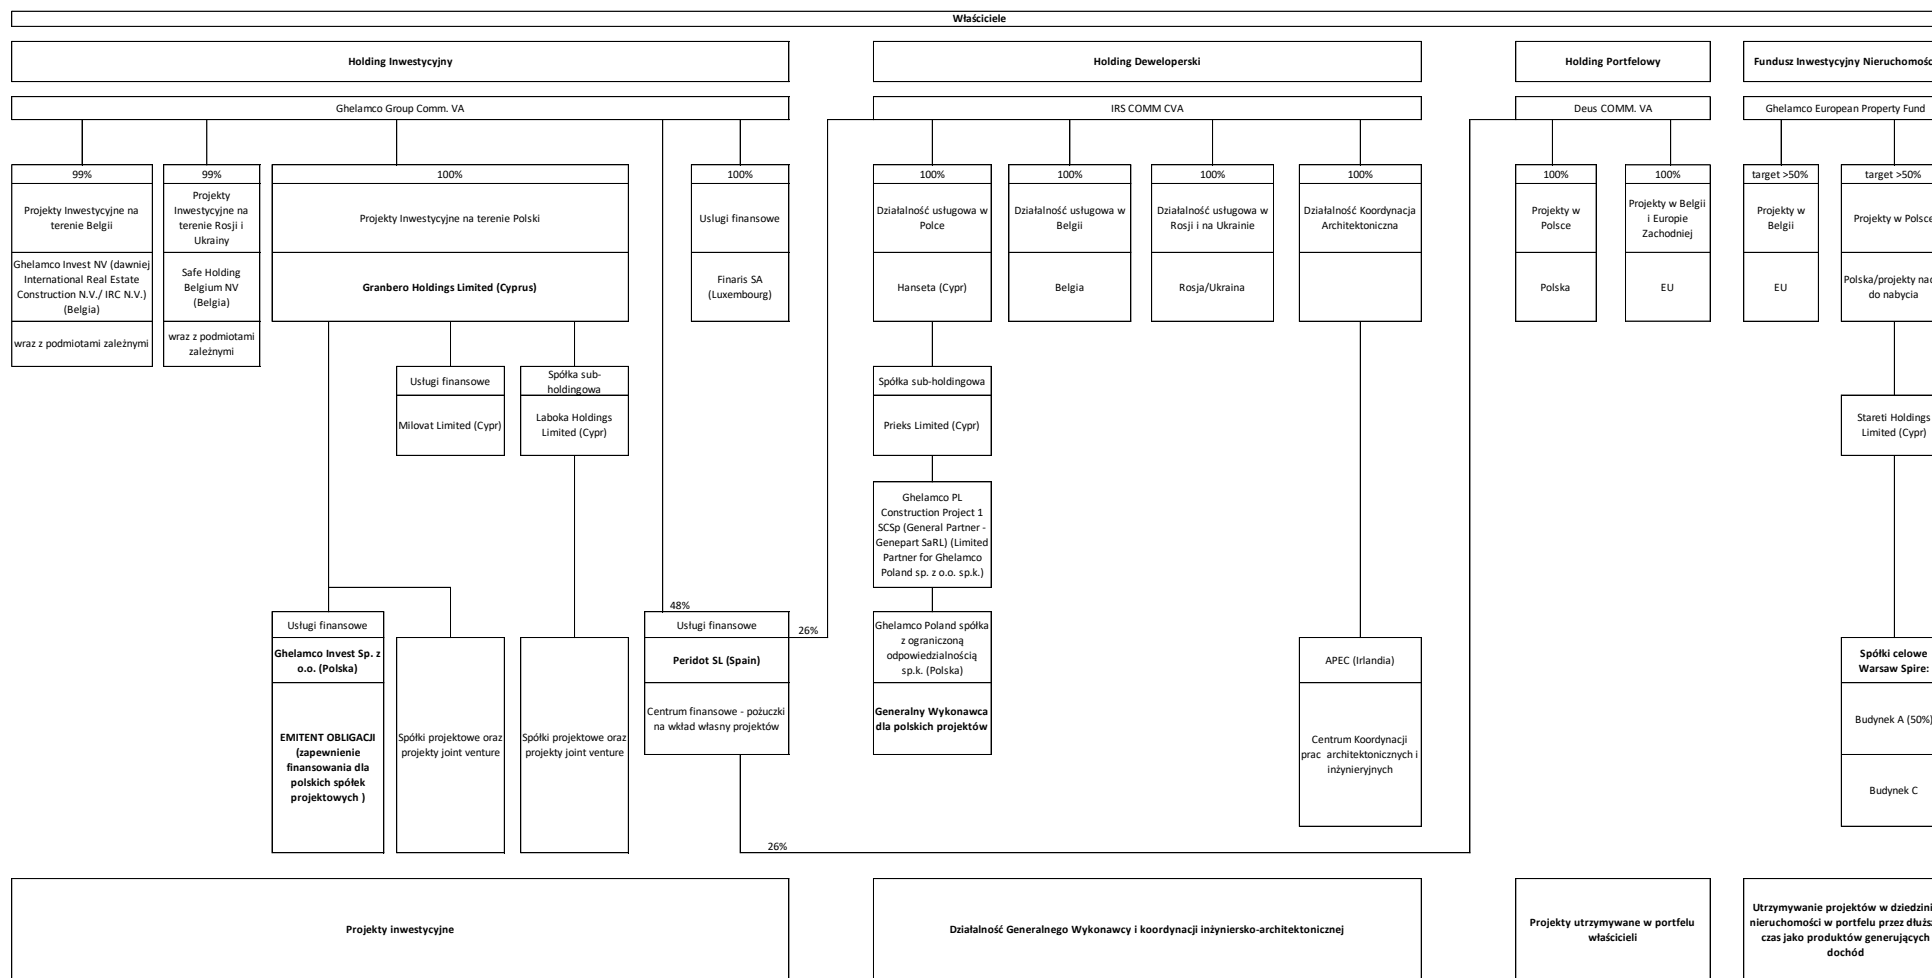 Właściciele
Holding Inwestycyjny
Holding Deweloperski
Holding Portfelowy
Fundusz Inwestycyjny
Ghelamco Group Comm. VA
IRS COMM CVA
Deus COMM. VA
Ghelamco European Property Fund
99%
99%
100%
100%
100%
100%
100%
100%
100%
100%
target >50%
target >50%
Projekty Inwestycyjne na
terenie Belgii
Projekty
Inwestycyjne na
terenie Rosji i
Ukrainy
Projekty Inwestycyjne na terenie Polski
Uslugi finansowe
Działalność usługowa w
Polce
Działalność usługowa w
Belgii
Działalność usługowa w
Rosji i na Ukrainie
Działalność Koordynacja
Architektoniczna
Projekty w
Polsce
Projekty w Belgii
i Europie
Zachodniej
Projekty w
Belgii
Projekty w Polsce
Ghelamco Invest NV (dawniej
International Real Estate
Construction N.V./ IRC N.V.)
(Belgia)
Safe Holding
Belgium NV
(Belgia)
Granbero Holdings Limited (Cyprus)
Finaris SA
(Luxembourg)
Hanseta (Cypr)
Belgia
Rosja/Ukraina
Polska
EU
EU
Polska/projekty
do nabycia
wraz z podmiotami zależnymi
wraz z podmiotami
zależnymi
Usługi finansowe
Milovat Limited (Cypr)
Spółka sub-
holdingowa
Laboka Holdings
Limited (Cypr)
Spółka sub-holdingowa
Prieks Limited (Cypr)
Stareti Holdings
Limited (Cypr)
Ghelamco PL
Construction Project 1
SCSp (General Partner -
Genepart SaRL) (Limited
Partner for Ghelamco
Poland sp. z o.o. sp.k.)
48%
26%
Usługi finansowe
Ghelamco Invest Sp. z
o.o. (Polska)
EMITENT OBLIGACJI
(zapewnienie
finansowania dla
polskich spółek
projektowych )
Spółki projektowe oraz
projekty joint venture
Spółki projektowe oraz
projekty joint venture
Usługi finansowe
Peridot SL (Spain)
Centrum finansowe - pożuczki
na wkład własny projektów
Ghelamco Poland spółka
z ograniczoną
odpowiedzialnością
sp.k. (Polska)
Generalny Wykonawca
dla polskich projektów
APEC (Irlandia)
Centrum Koordynacji
prac architektonicznych i
inżynieryjnych
Spółki celowe
Warsaw Spire:
Budynek A (50%)
Budynek C
26%
Projekty inwestycyjne
Działalność Generalnego Wykonawcy i koordynacji inżyniersko-architektonicznej
Projekty utrzymywane w portfelu
właścicieli
Utrzymywanie projektów w
nieruchomości w portfelu przez
czas jako produktów generujących
dochód